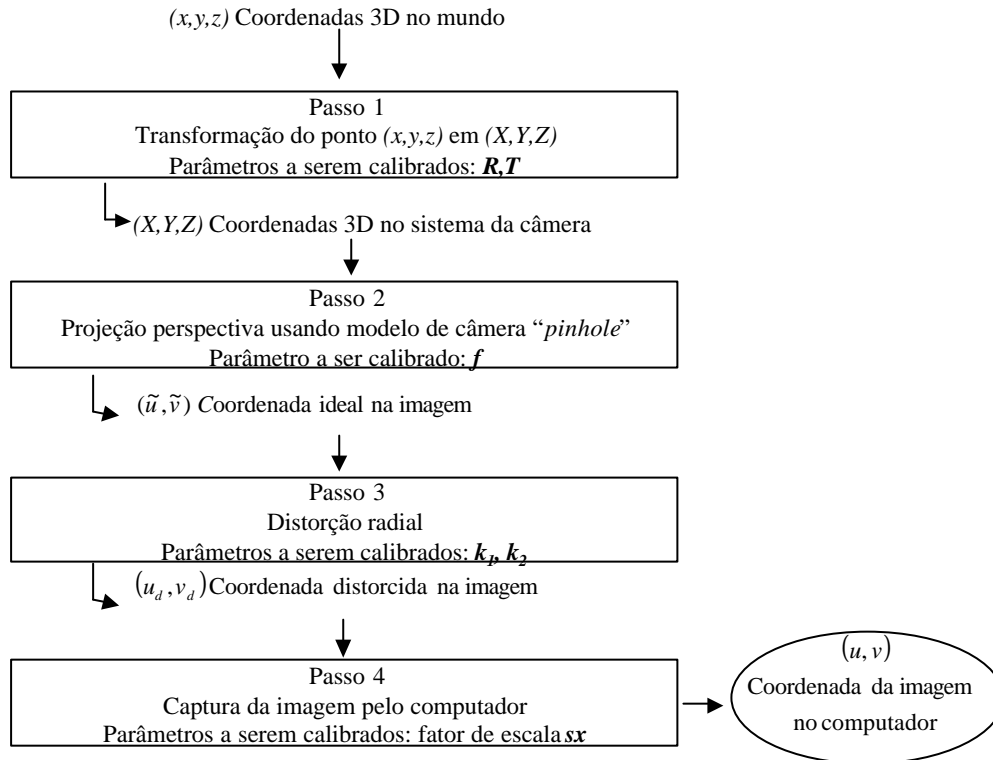 (x,y,z) Coordenadas 3D no mundo
Passo 1
Transformação do ponto (x,y,z) em (X,Y,Z)
Parâmetros a serem calibrados: R,T
(X,Y,Z) Coordenadas 3D no sistema da câmera
Passo 2
Projeção perspectiva usando modelo de câmera “pinhole”
Parâmetro a ser calibrado: f
(ũ,ṽ) Coordenada ideal na imagem
Passo 3
Distorção radial
Parâmetros a serem calibrados: k₁, k₂
(u_d,v_d) Coordenada distorcida na imagem
Passo 4
Captura da imagem pelo computador
Parâmetros a serem calibrados: fator de escala sx
(u,v)
Coordenada da imagem
no computador